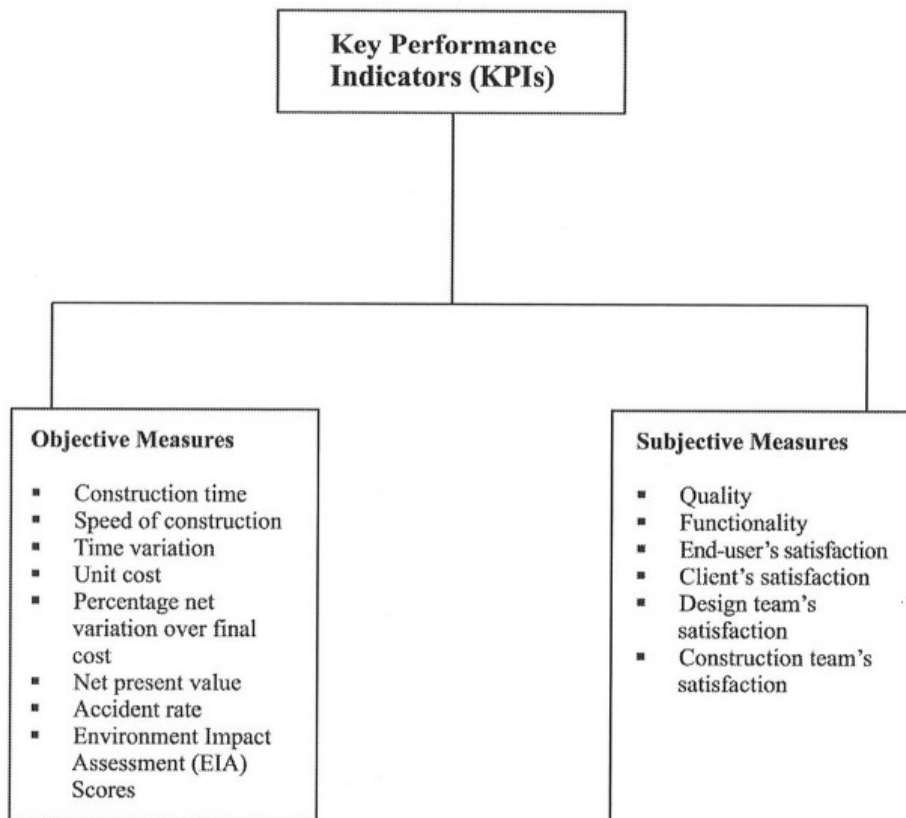 Key Performance
Indicators (KPIs)
Objective Measures
▪ Construction time
▪ Speed of construction
▪ Time variation
▪ Unit cost
▪ Percentage net
variation over final
cost
▪ Net present value
▪ Accident rate
▪ Environment Impact
Assessment (EIA)
Scores
Subjective Measures
▪ Quality
▪ Functionality
▪ End-user’s satisfaction
▪ Client’s satisfaction
▪ Design team’s
satisfaction
▪ Construction team’s
satisfaction